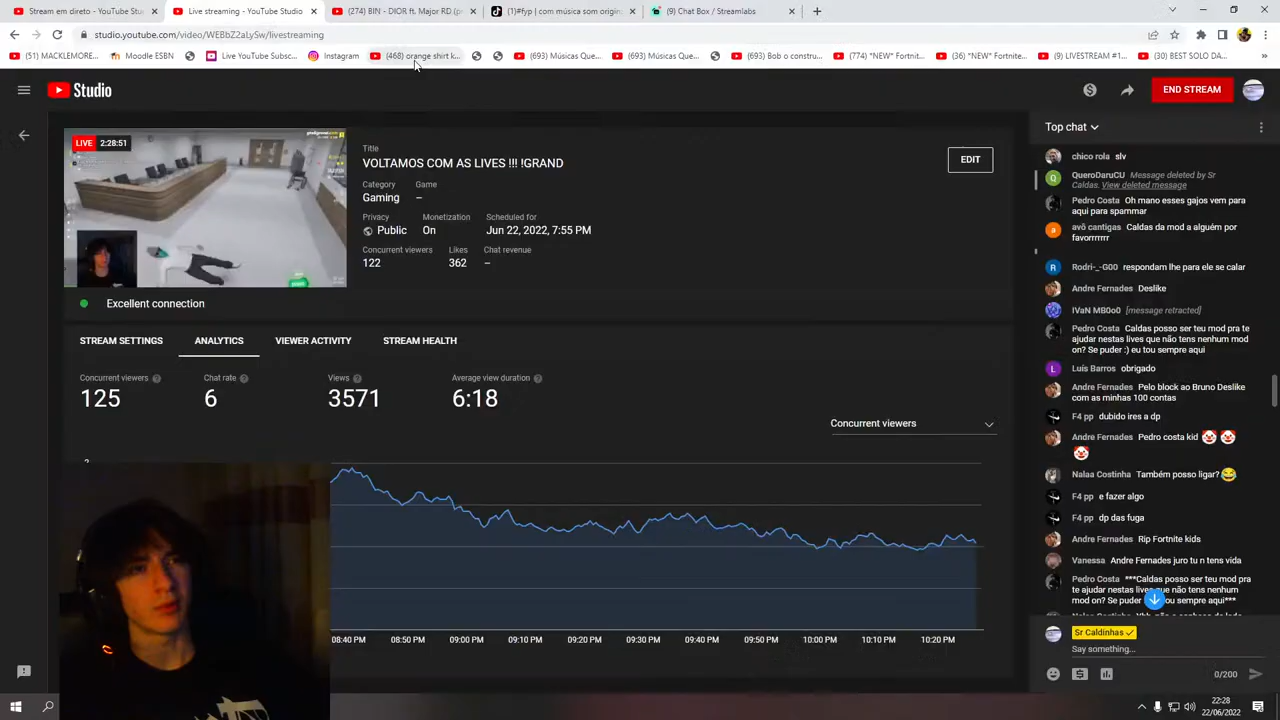 Stream em direto - YouTube Studio
Live streaming - YouTube Studio
(274) BIN - DIOR ft. Major RD (p
(1)#fyp | com música som origin
(9) Chat Box / Streamlabs
studio.youtube.com/video/WEBbZ2aLySw/livestreaming
(51) MACKLEMORE...
Moodle ESBN
Live YouTube Subsc...
Instagram
(468) orange shirt k...
(693) Músicas Que...
(693) Músicas Que...
(693) Bob o constru...
(774) *NEW* Fortnit...
(36) *NEW* Fortnite...
(9) LIVESTREAM #1...
(30) BEST SOLO DA...
Studio
END STREAM
LIVE 2:28:51
Title
VOLTAMOS COM AS LIVES !!! !GRAND
EDIT
Category Game
Gaming –
Privacy Monetization Scheduled for
Public On Jun 22, 2022, 7:55 PM
Concurrent viewers Likes Chat revenue
122 362 –
Excellent connection
STREAM SETTINGS ANALYTICS VIEWER ACTIVITY STREAM HEALTH
Concurrent viewers Chat rate Views Average view duration
125 6 3571 6:18
Concurrent viewers
08:40 PM 08:50 PM 09:00 PM 09:10 PM 09:20 PM 09:30 PM 09:40 PM 09:50 PM 10:00 PM 10:10 PM 10:20 PM
Top chat
chico rola slv
QueroDaruCU Message deleted by Sr
Caldas. View deleted message
Pedro Costa Oh mano esses gajos vem para
aqui para spammar
avô cantigas Caldas da mod a alguém por
favorrrrrr
Rodri-_-G00 respondam lhe para ele se calar
Andre Fernades Deslike
IVaN MB0o0 [message retracted]
Pedro Costa Caldas posso ser teu mod pra te
ajudar nestas lives que não tens nenhum mod
on? Se puder :) eu tou sempre aqui
Luís Barros obrigado
Andre Fernades Pelo block ao Bruno Deslike
com as minhas 100 contas
F4 pp dubido ires a dp
Andre Fernades Pedro costa kid 🤡 🤡
🤡
Nalaa Costinha Também posso ligar?😂
F4 pp e fazer algo
F4 pp dp das fuga
Andre Fernades Rip Fortnite kids
Vanessa Andre Fernades juro tu n tens vida
Pedro Costa ***Caldas posso ser teu mod pra
te ajudar nestas lives que não tens nenhum
mod on? Se puder ou sempre aqui***
Sr Caldinhas
Say something...
0/200
22:28
22/06/2022